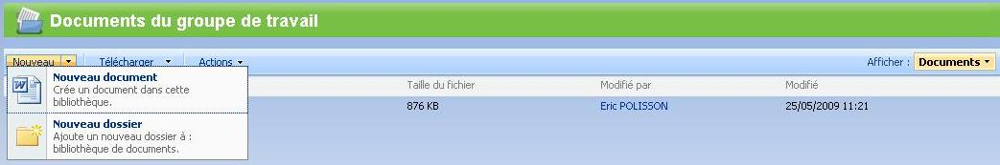 Documents du groupe de travail
Nouveau Télécharger Actions Afficher : Documents
Nouveau document
Crée un document dans cette
bibliothèque.
Nouveau dossier
Ajoute un nouveau dossier à :
bibliothèque de documents.
Taille du fichier Modifié par Modifié
876 KB Eric POLISSON 25/05/2009 11:21